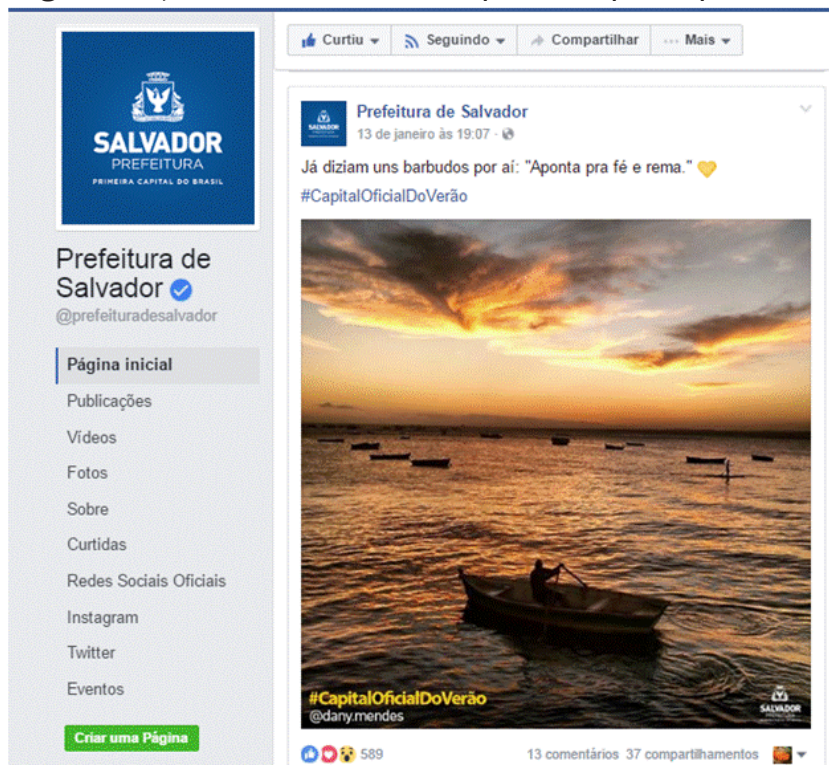 Curtiu
Seguindo
Compartilhar
Mais
SALVADOR
PREFEITURA
PRIMEIRA CAPITAL DO BRASIL
Prefeitura de
Salvador
@prefeituradesalvador
Página inicial
Publicações
Vídeos
Fotos
Sobre
Curtidas
Redes Sociais Oficiais
Instagram
Twitter
Eventos
Criar uma Página
SALVADOR
Prefeitura de Salvador
13 de janeiro às 19:07 ·
Já diziam uns barbudos por aí: "Aponta pra fé e rema." 💛
#CapitalOficialDoVerão
#CapitalOficialDoVerão
@dany.mendes
SALVADOR
589
13 comentários 37 compartilhamentos